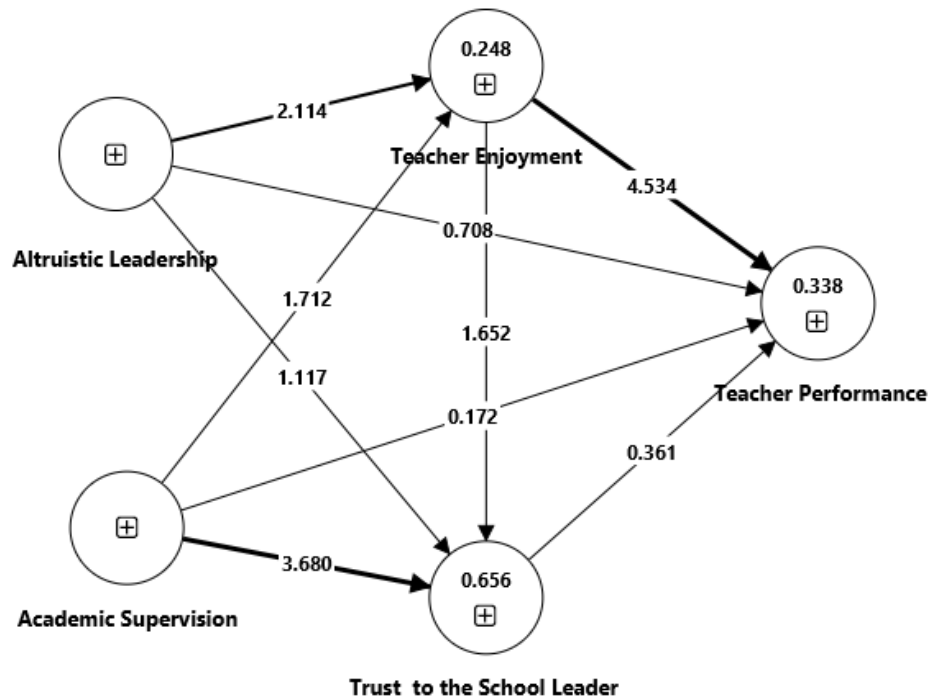 0.248
2.114
Teacher Enjoyment
4.534
0.708
Altruistic Leadership
0.338
1.712
1.652
1.117
Teacher Performance
0.172
0.361
3.680
0.656
Academic Supervision
Trust  to the School Leader